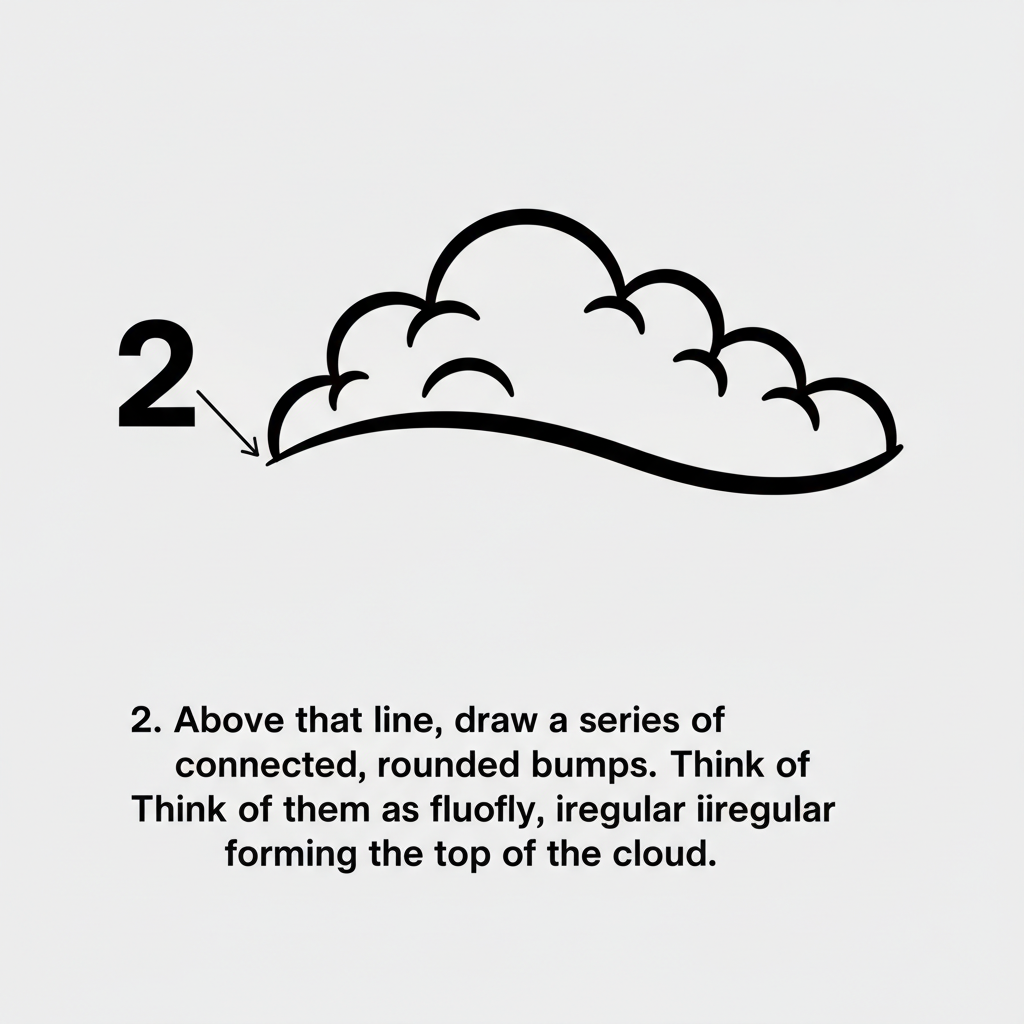 2
2. Above that line, draw a series of
connected, rounded bumps. Think of
Think of them as fluofly, iregular iiregular
forming the top of the cloud.